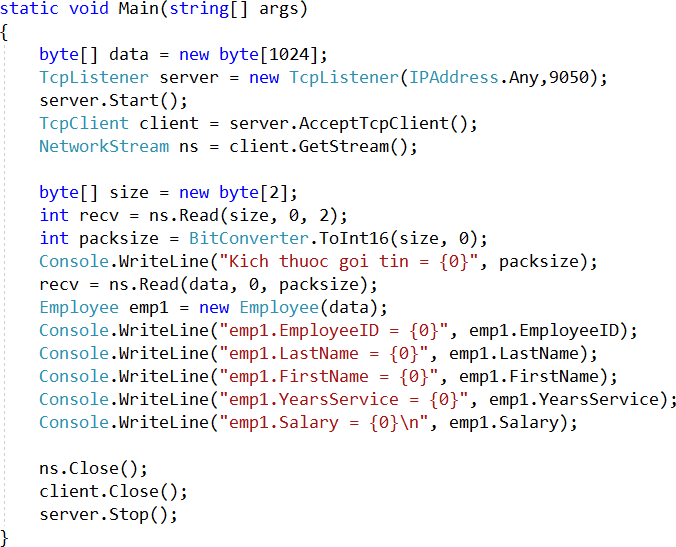 static void Main(string[] args)
{
byte[] data = new byte[1024];
TcpListener server = new TcpListener(IPAddress.Any,9050);
server.Start();
TcpClient client = server.AcceptTcpClient();
NetworkStream ns = client.GetStream();
byte[] size = new byte[2];
int recv = ns.Read(size, 0, 2);
int packsize = BitConverter.ToInt16(size, 0);
Console.WriteLine("Kich thuoc goi tin = {0}", packsize);
recv = ns.Read(data, 0, packsize);
Employee emp1 = new Employee(data);
Console.WriteLine("emp1.EmployeeID = {0}", emp1.EmployeeID);
Console.WriteLine("emp1.LastName = {0}", emp1.LastName);
Console.WriteLine("emp1.FirstName = {0}", emp1.FirstName);
Console.WriteLine("emp1.YearsService = {0}", emp1.YearsService);
Console.WriteLine("emp1.Salary = {0}\n", emp1.Salary);
ns.Close();
client.Close();
server.Stop();
}